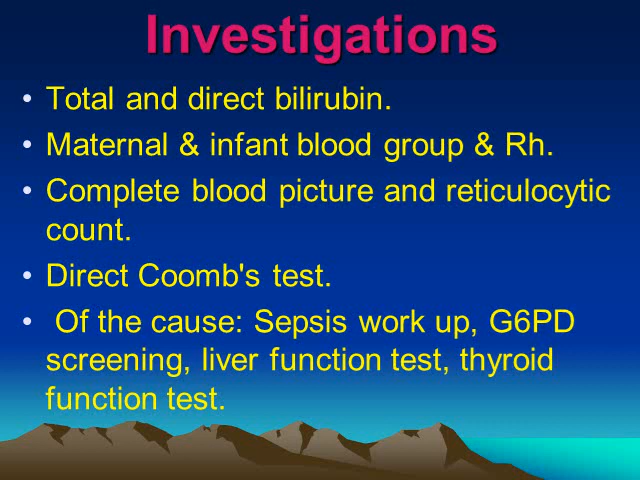 Investigations
• Total and direct bilirubin.
• Maternal & infant blood group & Rh.
• Complete blood picture and reticulocytic
count.
• Direct Coomb's test.
• Of the cause: Sepsis work up, G6PD
screening, liver function test, thyroid
function test.